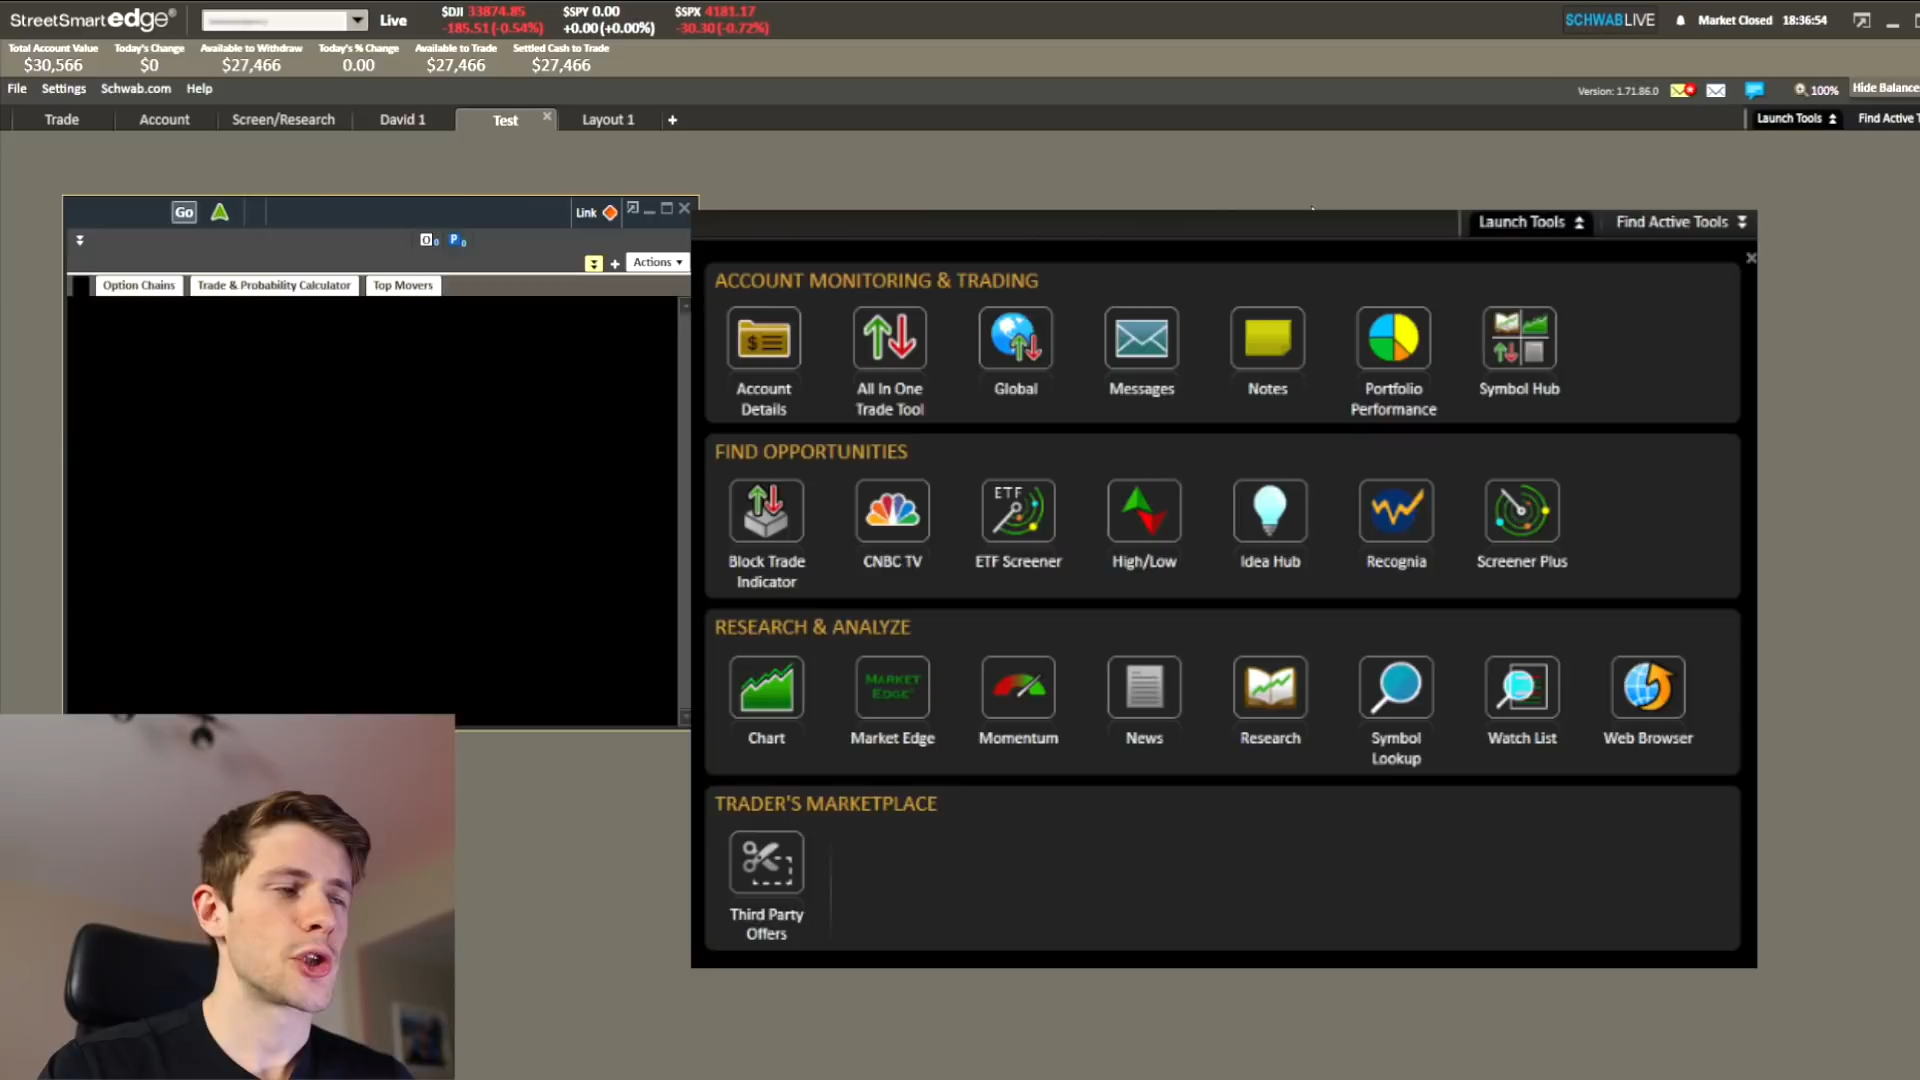 StreetSmart edge® Live $DJI 33874.85 $SPY 0.00 $SPX 4181.17 SCHWABLIVE Market Closed 18:36:54
-185.51 (-0.54%) +0.00 (+0.00%) -30.30 (-0.72%)
Total Account Value Today's Change Available to Withdraw Today's % Change Available to Trade Settled Cash to Trade
$30,566 $0 $27,466 0.00 $27,466 $27,466
File Settings Schwab.com Help Version: 1.71.86.0 100% Hide Balance
Trade Account Screen/Research David 1 Test Layout 1 + Launch Tools Find Active T
Go Link
O0 P0
+ Actions
Option Chains Trade & Probability Calculator Top Movers
Launch Tools Find Active Tools
ACCOUNT MONITORING & TRADING
Account Details
All In One Trade Tool
Global
Messages
Notes
Portfolio Performance
Symbol Hub
FIND OPPORTUNITIES
ETF
Block Trade Indicator
CNBC TV
ETF Screener
High/Low
Idea Hub
Recognia
Screener Plus
RESEARCH & ANALYZE
MARKET EDGE
Chart
Market Edge
Momentum
News
Research
Symbol Lookup
Watch List
Web Browser
TRADER'S MARKETPLACE
Third Party Offers